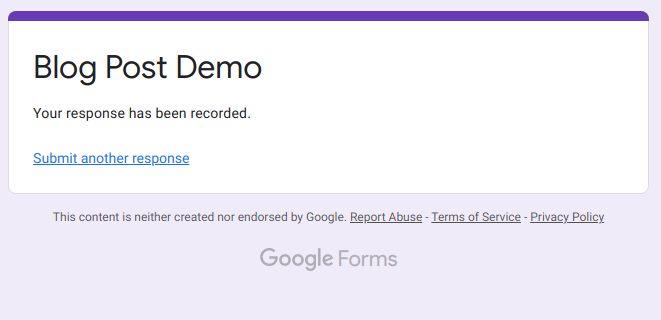 Blog Post Demo
Your response has been recorded.
Submit another response
This content is neither created nor endorsed by Google. Report Abuse - Terms of Service - Privacy Policy
Google Forms